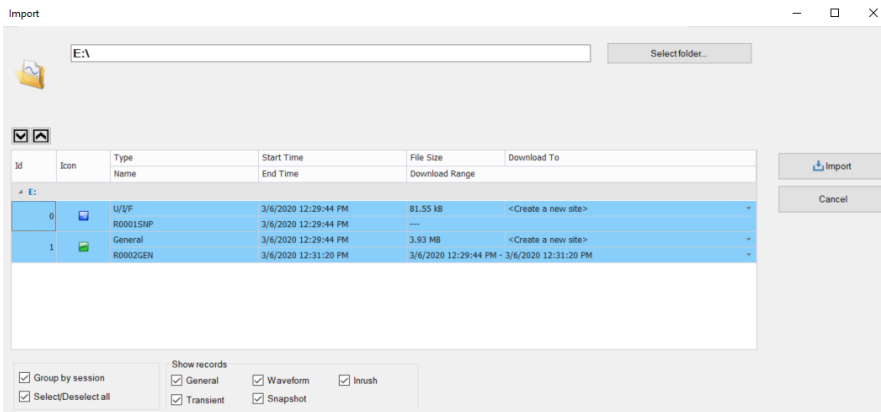 Import
E:\
Select folder...
Id Icon Type Start Time File Size Download To
Name End Time Download Range
E:
0 U/I/F 3/6/2020 12:29:44 PM 81.55 kB <Create a new site>
R0001SNP 3/6/2020 12:29:44 PM ----
1 General 3/6/2020 12:29:44 PM 3.93 MB <Create a new site>
R0002GEN 3/6/2020 12:31:20 PM 3/6/2020 12:29:44 PM - 3/6/2020 12:31:20 PM
Import
Cancel
Group by session
Select/Deselect all
Show records
General Waveform Inrush
Transient Snapshot